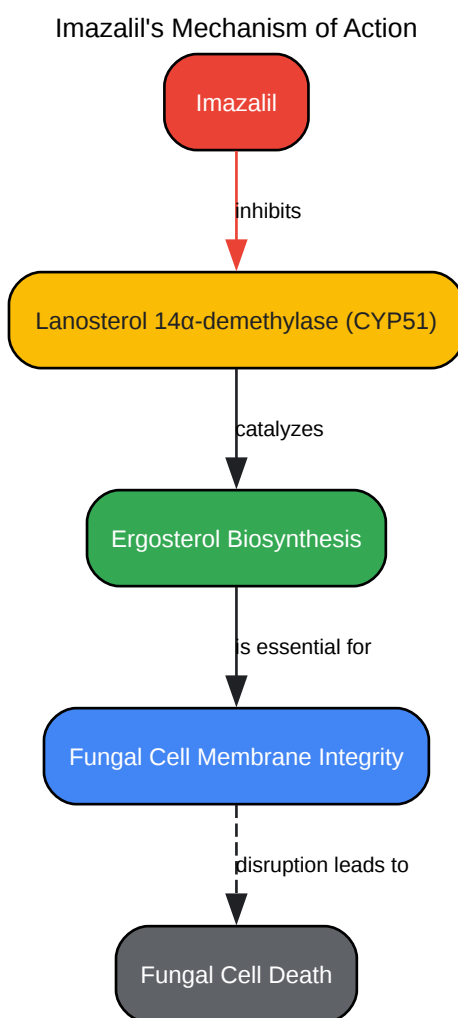 Imazalil's Mechanism of Action
Imazalil
inhibits
Lanosterol 14α-demethylase (CYP51)
catalyzes
Ergosterol Biosynthesis
is essential for
Fungal Cell Membrane Integrity
disruption leads to
Fungal Cell Death